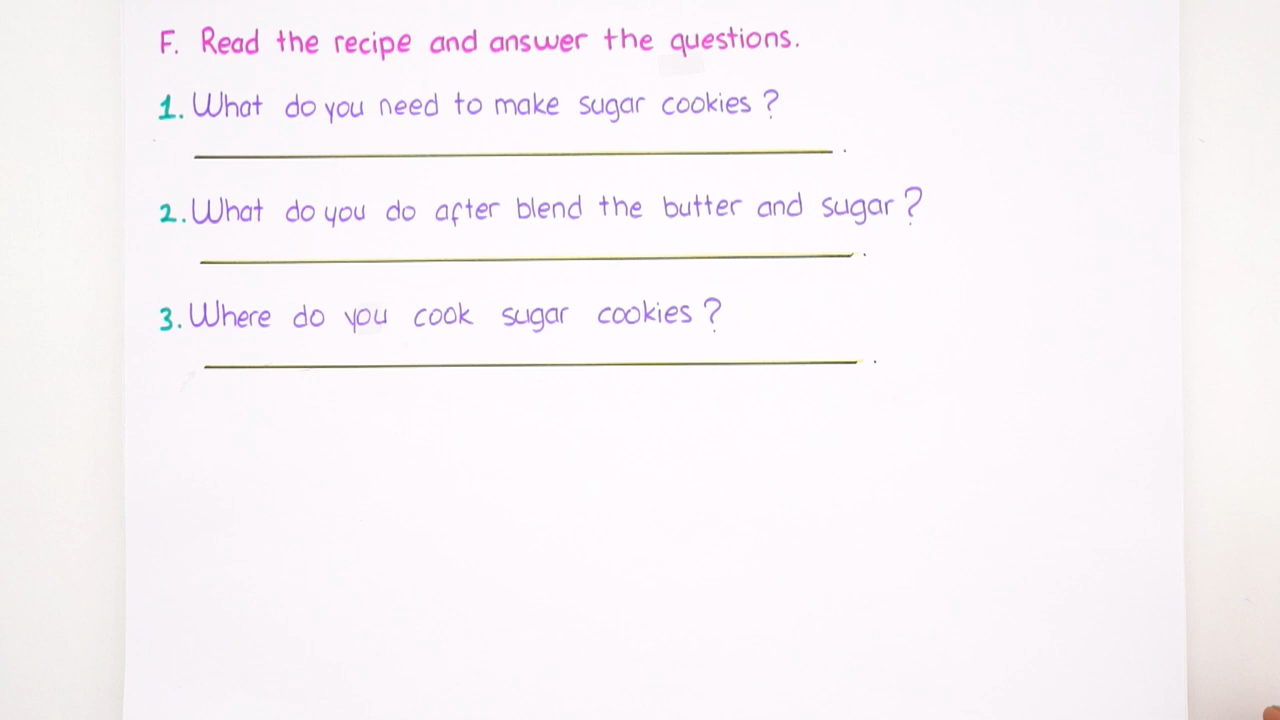 F. Read the recipe and answer the questions.
1. What do you need to make sugar cookies?
.
2. What do you do after blend the butter and sugar?
.
3. Where do you cook sugar cookies?
.